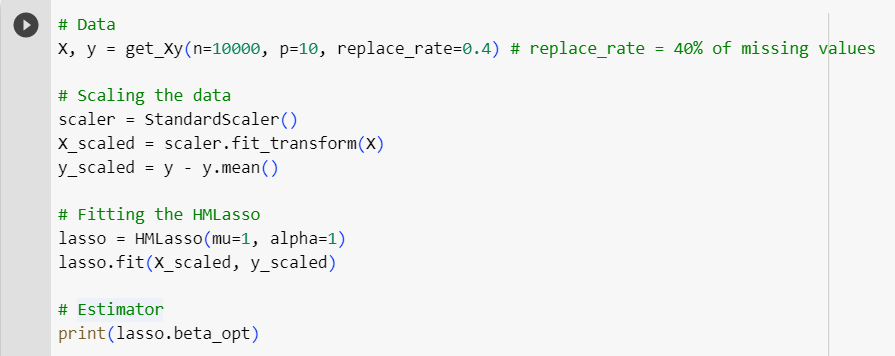 # Data
X, y = get_Xy(n=10000, p=10, replace_rate=0.4) # replace_rate = 40% of missing values
# Scaling the data
scaler = StandardScaler()
X_scaled = scaler.fit_transform(X)
y_scaled = y - y.mean()
# Fitting the HMLasso
lasso = HMLasso(mu=1, alpha=1)
lasso.fit(X_scaled, y_scaled)
# Estimator
print(lasso.beta_opt)